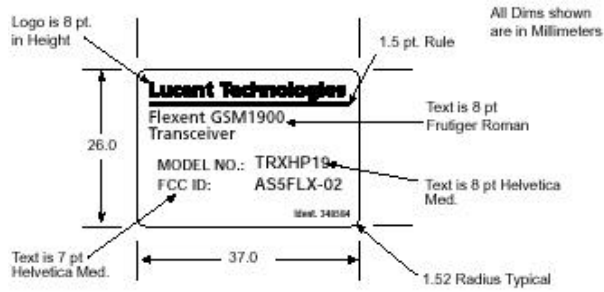 Logo is 8 pt.
in Height
All Dims shown
are in Millimeters
1.5 pt. Rule
Lucent Technologies
Flexent GSM1900
Transceiver
Text is 8 pt
Frutiger Roman
26.0
MODEL NO.: TRXHP19
FCC ID: AS5FLX-02
Text is 8 pt Helvetica
Med.
Text is 7 pt
Helvetica Med.
37.0
1.52 Radius Typical